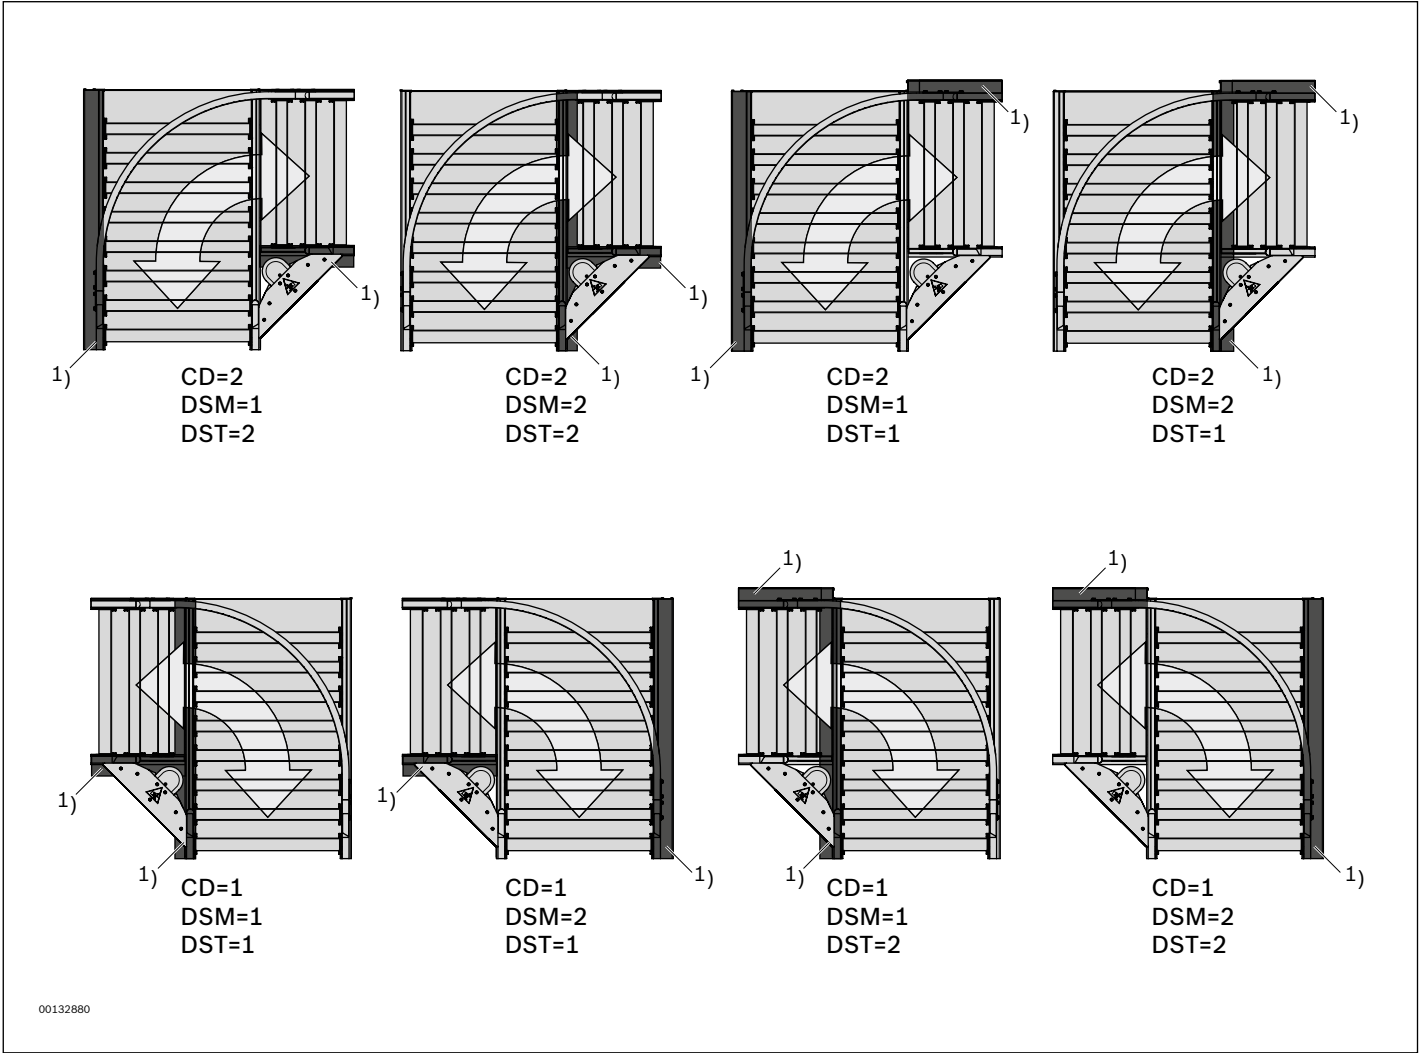 1)
1)
1)
1)
1)
1)
1)
1)
CD=2
DSM=1
DST=2
CD=2
DSM=2
DST=2
CD=2
DSM=1
DST=1
CD=2
DSM=2
DST=1
1)
1)
1)
1)
1)
1)
1)
1)
CD=1
DSM=1
DST=1
CD=1
DSM=2
DST=1
CD=1
DSM=1
DST=2
CD=1
DSM=2
DST=2
00132880